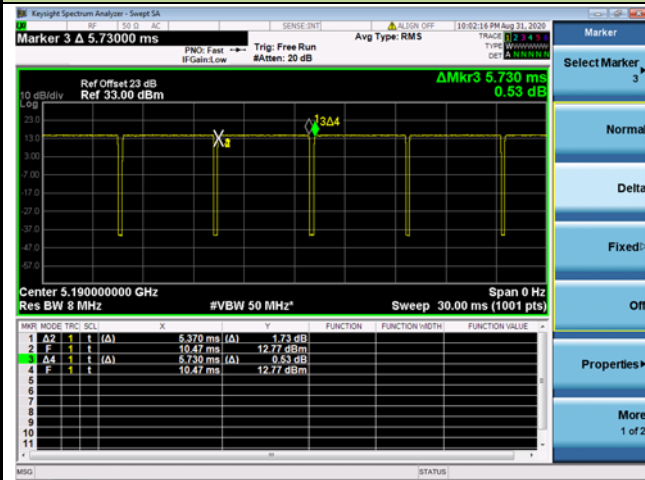 Keysight Spectrum Analyzer - Swept SA
RF 50 Ω AC SENSE:INT ALIGN OFF 10:02:16 PM Aug 31, 2020
Marker 3 Δ 5.73000 ms
Avg Type: RMS
TRACE 1 2 3 4 5 6
TYPE WWWWWW
DET A N N N N N
PNO: Fast
IFGain:Low
Trig: Free Run
#Atten: 20 dB
Ref Offset 23 dB
Ref 33.00 dBm
10 dB/div
Log
ΔMkr3 5.730 ms
0.53 dB
23.0
13.0
3.00
-7.00
-17.0
-27.0
-37.0
-47.0
-57.0
13Δ4
Center 5.190000000 GHz
Span 0 Hz
Res BW 8 MHz
#VBW 50 MHz*
Sweep 30.00 ms (1001 pts)
MKR MODE TRC SCL X Y FUNCTION FUNCTION WIDTH FUNCTION VALUE
1 Δ2 1 t (Δ) 5.370 ms (Δ) 1.73 dB
2 F 1 t 10.47 ms 12.77 dBm
3 Δ4 1 t (Δ) 5.730 ms (Δ) 0.53 dB
4 F 1 t 10.47 ms 12.77 dBm
5
6
7
8
9
10
11
MSG
STATUS
Marker
Select Marker
3
Normal
Delta
Fixed
Off
Properties
More
1 of 2